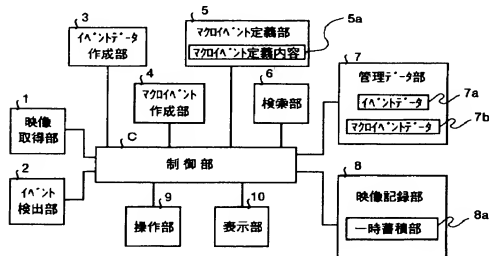 3
イベントデータ
作成部
5
マクロイベント定義部
マクロイベント定義内容
5a
4
マクロイベント
作成部
6
検索部
7
管理データ部
イベントデータ
7a
マクロイベントデータ
7b
1
映像
取得部
C
制御部
2
イベント
検出部
9
操作部
10
表示部
8
映像記録部
一時蓄積部
8a